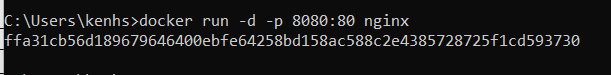 C:\Users\kenhs>docker run -d -p 8080:80 nginx
ffa31cb56d189679646400ebfe64258bd158ac588c2e4385728725f1cd593730